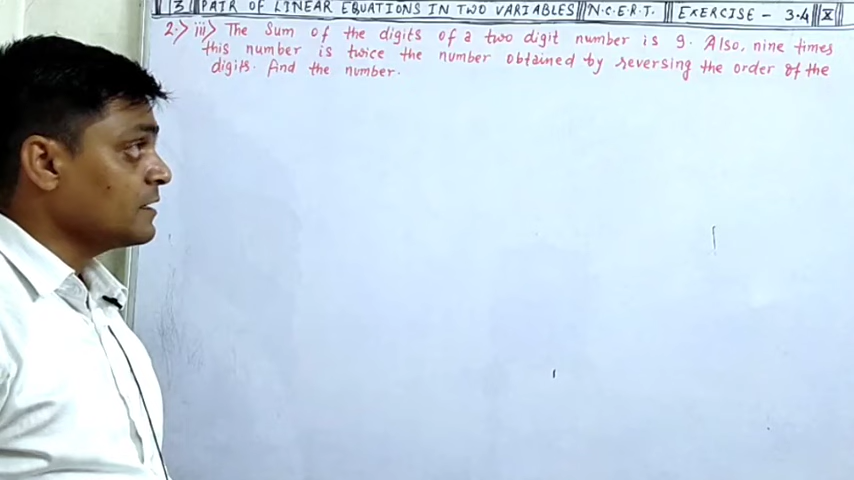 3 PAIR OF LINEAR EQUATIONS IN TWO VARIABLES N.C.E.R.T. EXERCISE - 3.4 X
2.> iii> The Sum of the digits of a two digit number is 9. Also, nine times
this number is twice the number obtained by reversing the order of the
digits. find the number.